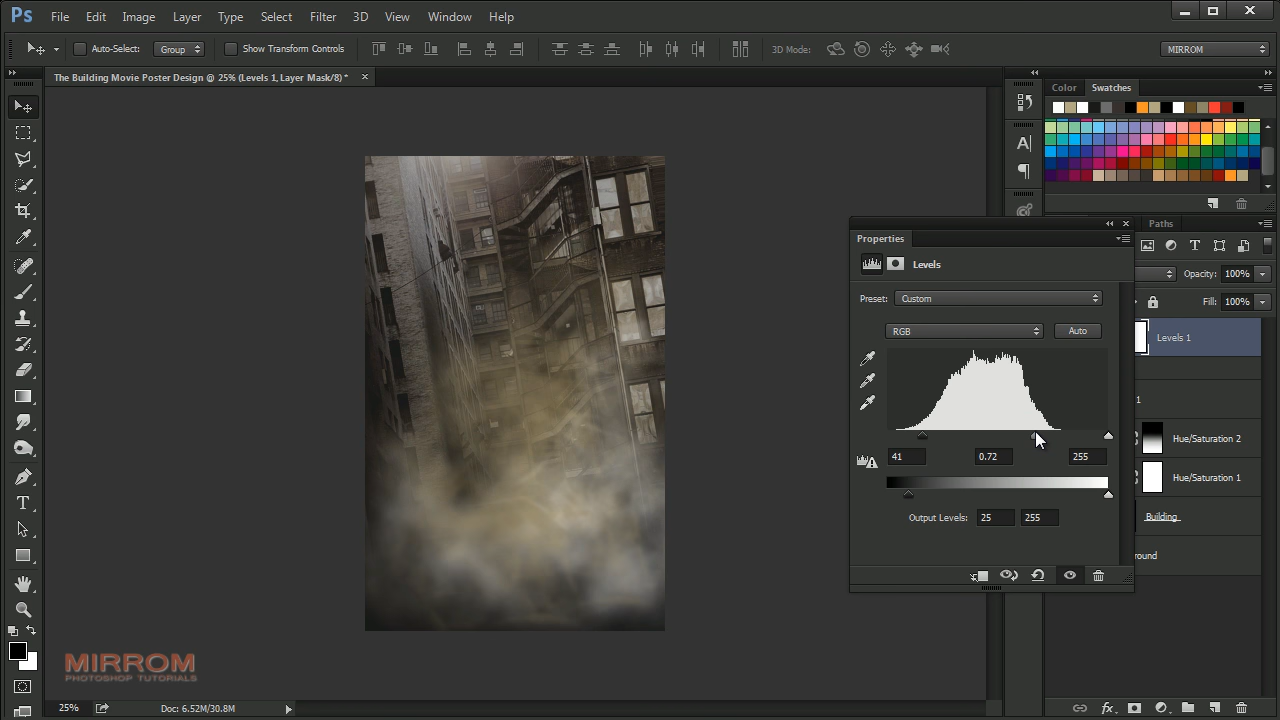 Ps File Edit Image Layer Type Select Filter 3D View Window Help
Auto-Select: Group Show Transform Controls 3D Mode: MIRROM
The Building Movie Poster Design @ 25% (Levels 1, Layer Mask/8) *
Color Swatches
Paths
Properties
Levels
Opacity: 100%
Preset: Custom
Fill: 100%
RGB Auto
Levels 1
1
Hue/Saturation 2
41 0.72 255
Hue/Saturation 1
Output Levels: 25 255
Building
round
MIRROM
PHOTOSHOP TUTORIALS
25% Doc: 6.52M/30.8M
fx